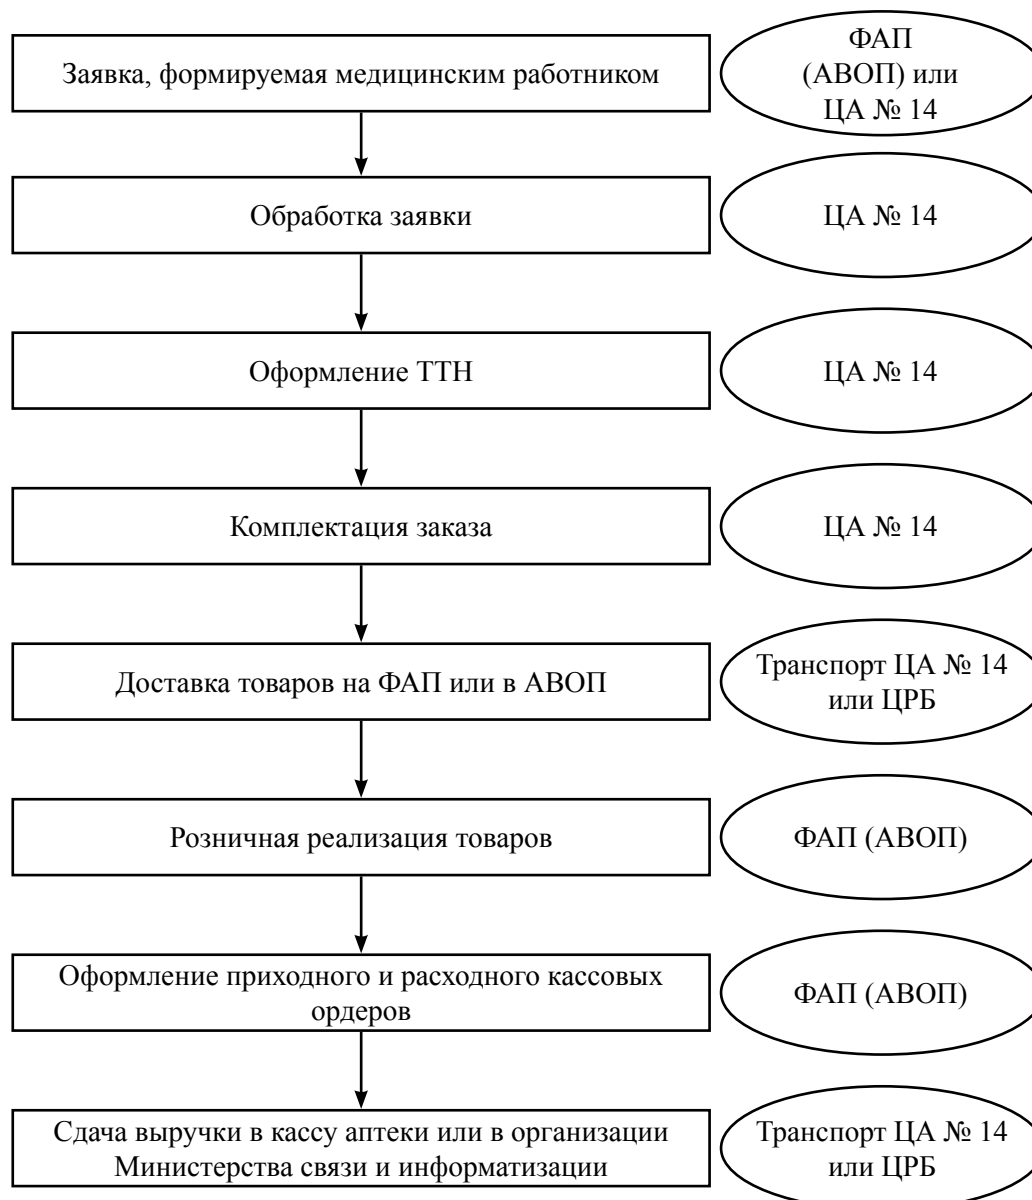 Заявка, формируемая медицинским работником
ФАП
(АВОП) или
ЦА № 14
Обработка заявки
ЦА № 14
Оформление ТТН
ЦА № 14
Комплектация заказа
ЦА № 14
Доставка товаров на ФАП или в АВОП
Транспорт ЦА № 14
или ЦРБ
Розничная реализация товаров
ФАП (АВОП)
Оформление приходного и расходного кассовых
ордеров
ФАП (АВОП)
Сдача выручки в кассу аптеки или в организации
Министерства связи и информатизации
Транспорт ЦА № 14
или ЦРБ